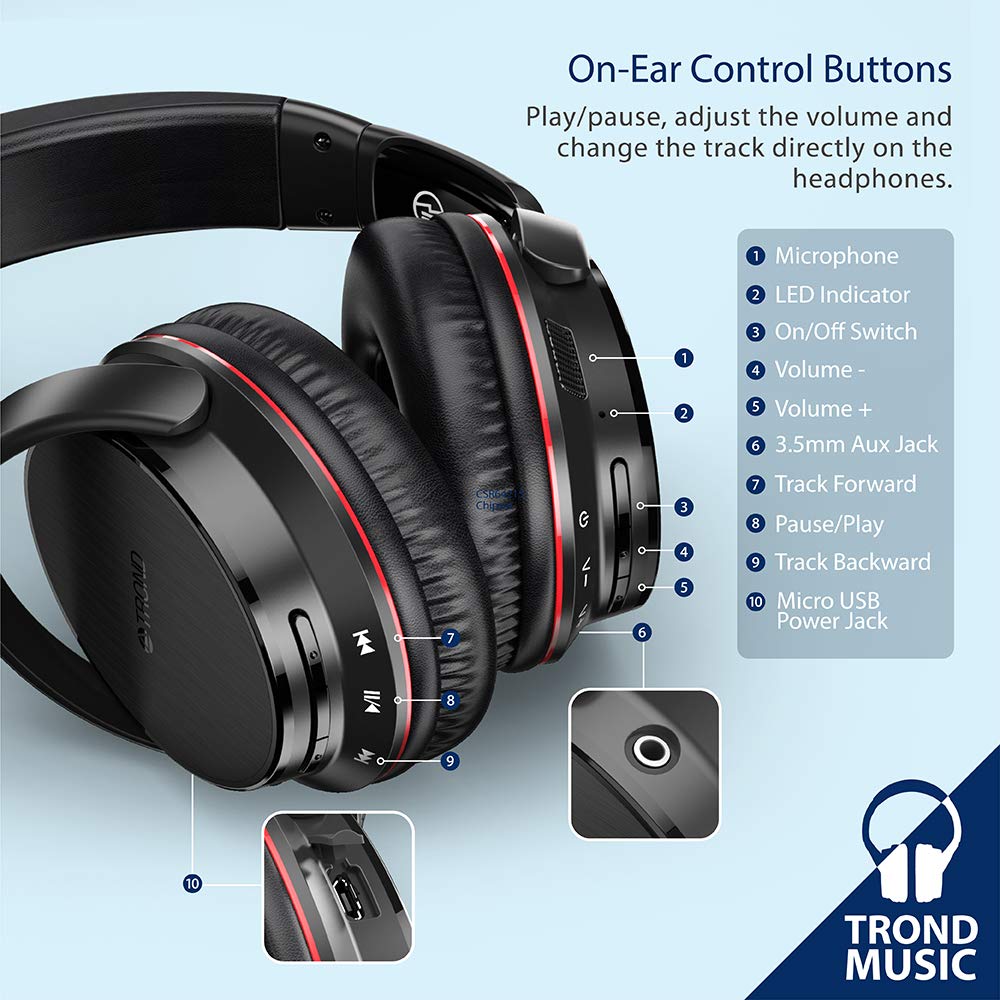 On-Ear Control Buttons
Play/pause, adjust the volume and
change the track directly on the
headphones.
1 Microphone
2 LED Indicator
3 On/Off Switch
4 Volume -
5 Volume +
6 3.5mm Aux Jack
7 Track Forward
8 Pause/Play
9 Track Backward
10 Micro USB
Power Jack
1
2
3
4
5
6
7
8
9
10
TROND
TROND
MUSIC